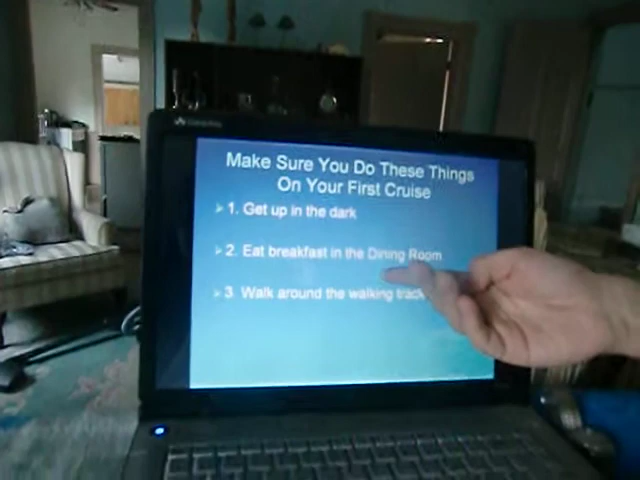 Make Sure You Do These Things
On Your First Cruise
➢ 1. Get up in the dark
➢ 2. Eat breakfast in the Dining Room
➢ 3. Walk around the walking track